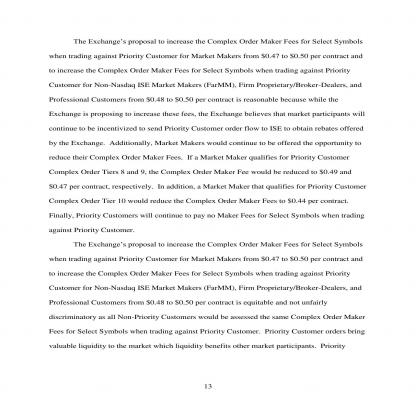 The Exchange's proposal to increase the Complex Order Maker Fees for Select Symbols
when trading against Priority Customer for Market Makers from $0.47 to $0.50 per contract and
to increase the Complex Order Maker Fees for Select Symbols when trading against Priority
Customer for Non-Nasdaq ISE Market Makers (FarMM), Firm Proprietary/Broker-Dealers, and
Professional Customers from $0.48 to $0.50 per contract is reasonable because while the
Exchange is proposing to increase these fees, the Exchange believes that market participants will
continue to be incentivized to send Priority Customer order flow to ISE to obtain rebates offered
by the Exchange. Additionally, Market Makers would continue to be offered the opportunity to
reduce their Complex Order Maker Fees. If a Market Maker qualifies for Priority Customer
Complex Order Tiers 8 and 9, the Complex Order Maker Fee would be reduced to $0.49 and
$0.47 per contract, respectively. In addition, a Market Maker that qualifies for Priority Customer
Complex Order Tier 10 would reduce the Complex Order Maker Fees to $0.44 per contract.
Finally, Priority Customers will continue to pay no Maker Fees for Select Symbols when trading
against Priority Customer.
The Exchange's proposal to increase the Complex Order Maker Fees for Select Symbols
when trading against Priority Customer for Market Makers from $0.47 to $0.50 per contract and
to increase the Complex Order Maker Fees for Select Symbols when trading against Priority
Customer for Non-Nasdaq ISE Market Makers (FarMM), Firm Proprietary/Broker-Dealers, and
Professional Customers from $0.48 to $0.50 per contract is equitable and not unfairly
discriminatory as all Non-Priority Customers would be assessed the same Complex Order Maker
Fees for Select Symbols when trading against Priority Customer. Priority Customer orders bring
valuable liquidity to the market which liquidity benefits other market participants. Priority
13